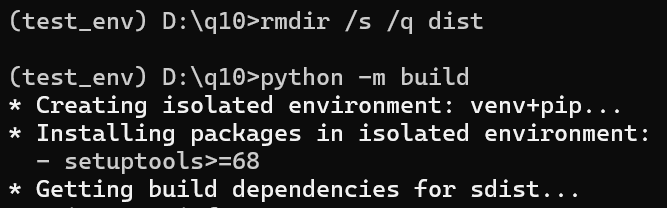 (test_env) D:\q10>rmdir /s /q dist
(test_env) D:\q10>python -m build
* Creating isolated environment: venv+pip...
* Installing packages in isolated environment:
- setuptools>=68
* Getting build dependencies for sdist...